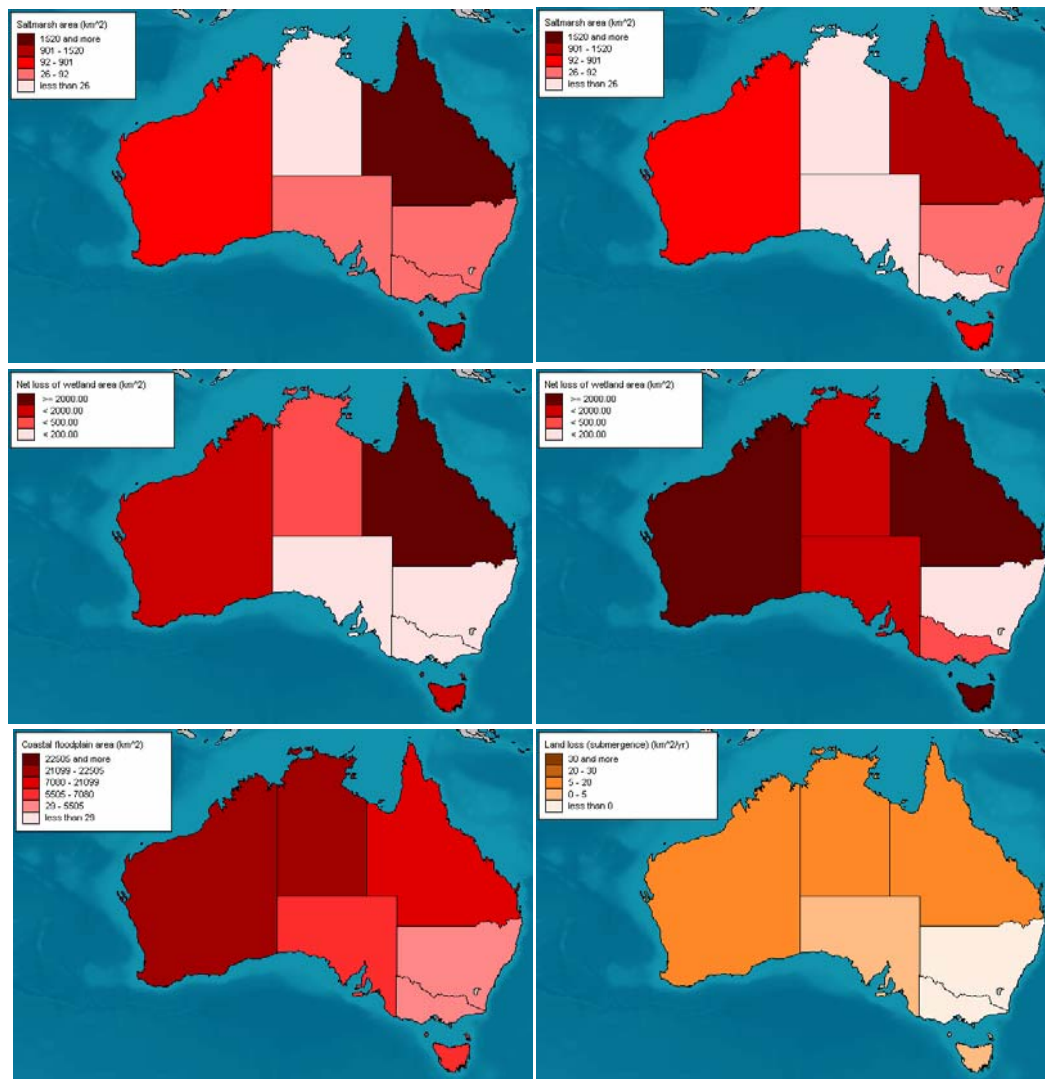 Saltmarsh area (km^2)
1520 and more
901 - 1520
92 - 901
26 - 92
less than 26
Saltmarsh area (km^2)
1520 and more
901 - 1520
92 - 901
26 - 92
less than 26
Net loss of wetland area (km^2)
>= 2000.00
< 2000.00
< 500.00
< 200.00
Net loss of wetland area (km^2)
>= 2000.00
< 2000.00
< 500.00
< 200.00
Coastal floodplain area (km^2)
22505 and more
21099 - 22505
7080 - 21099
5505 - 7080
29 - 5505
less than 29
Land loss (submergence) (km^2/yr)
30 and more
20 - 30
5 - 20
0 - 5
less than 0